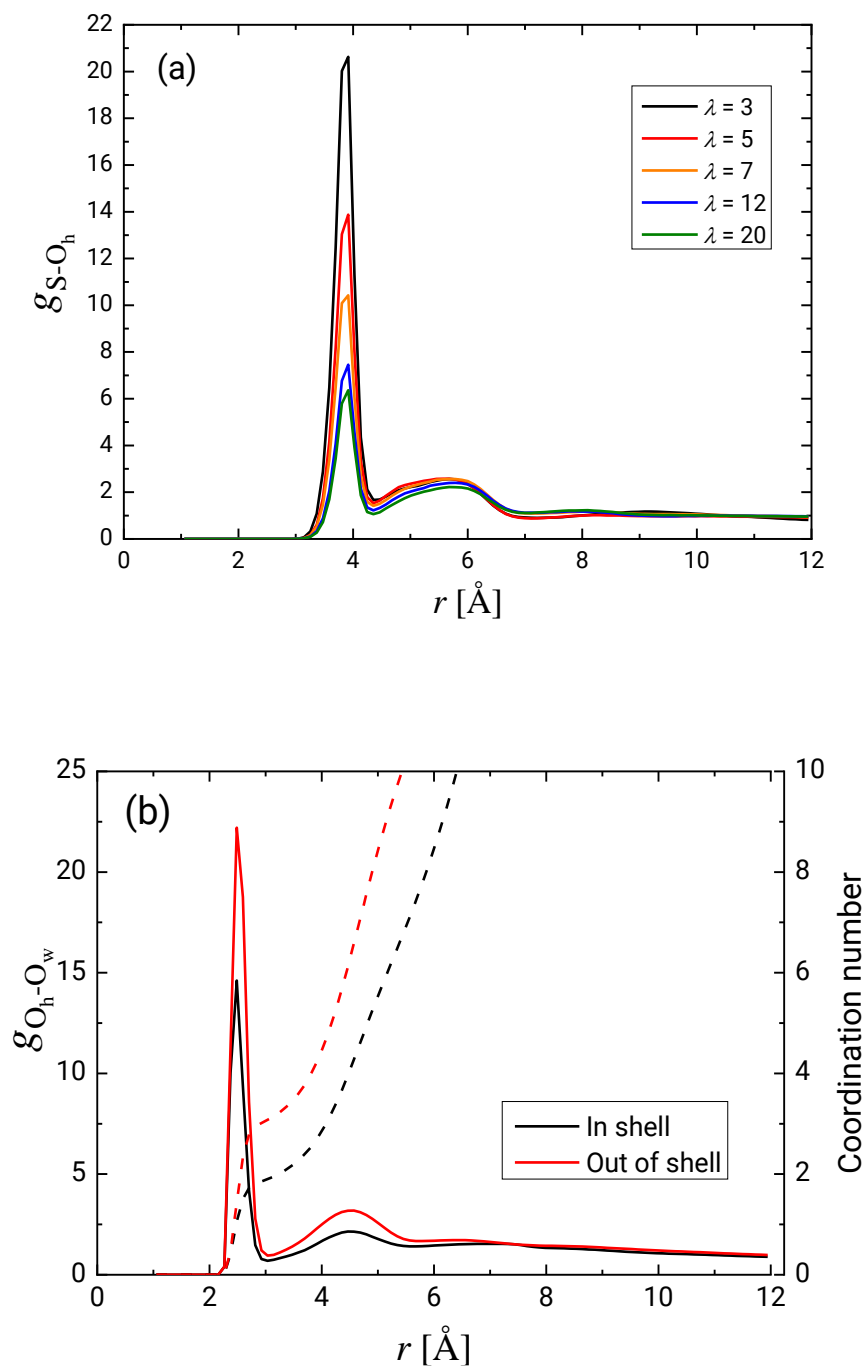 (a)
22
20
18
16
14
12
10
8
6
4
2
0
g S-Oh
λ = 3
λ = 5
λ = 7
λ = 12
λ = 20
0 2 4 6 8 10 12
r [Å]
(b)
25
20
15
10
5
0
g Oh-Ow
10
8
6
4
2
0
Coordination number
In shell
Out of shell
0 2 4 6 8 10 12
r [Å]